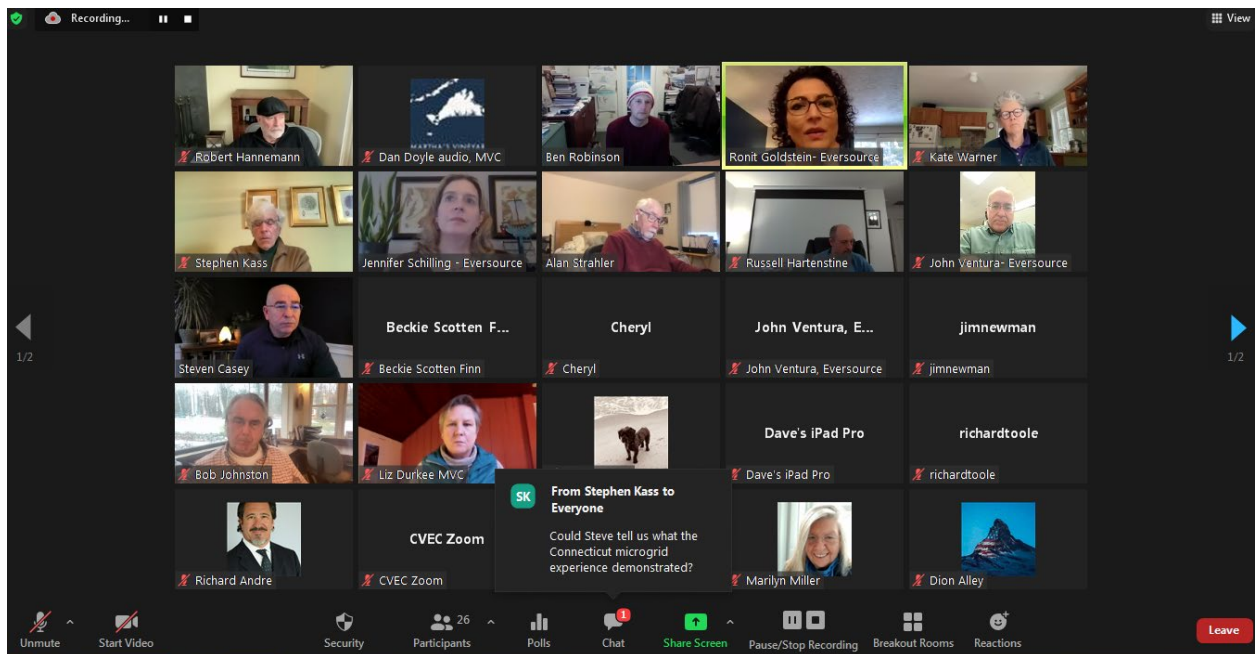 Recording...
View
MARTHA'S VINEYAR
Robert Hannemann
Dan Doyle audio, MVC
Ben Robinson
Ronit Goldstein- Eversource
Kate Warner
Stephen Kass
Jennifer Schilling - Eversource
Alan Strahler
Russell Hartenstine
John Ventura- Eversource
Beckie Scotten F...
Cheryl
John Ventura, E...
jimnewman
1/2
1/2
Steven Casey
Beckie Scotten Finn
Cheryl
John Ventura, Eversource
jimnewman
Dave's iPad Pro
richardtoole
Bob Johnston
Liz Durkee MVC
Dave's iPad Pro
richardtoole
SK
From Stephen Kass to
Everyone
Could Steve tell us what the
Connecticut microgrid
experience demonstrated?
CVEC Zoom
Richard Andre
CVEC Zoom
Marilyn Miller
Dion Alley
26
1
Unmute
Start Video
Security
Participants
Polls
Chat
Share Screen
Pause/Stop Recording
Breakout Rooms
Reactions
Leave